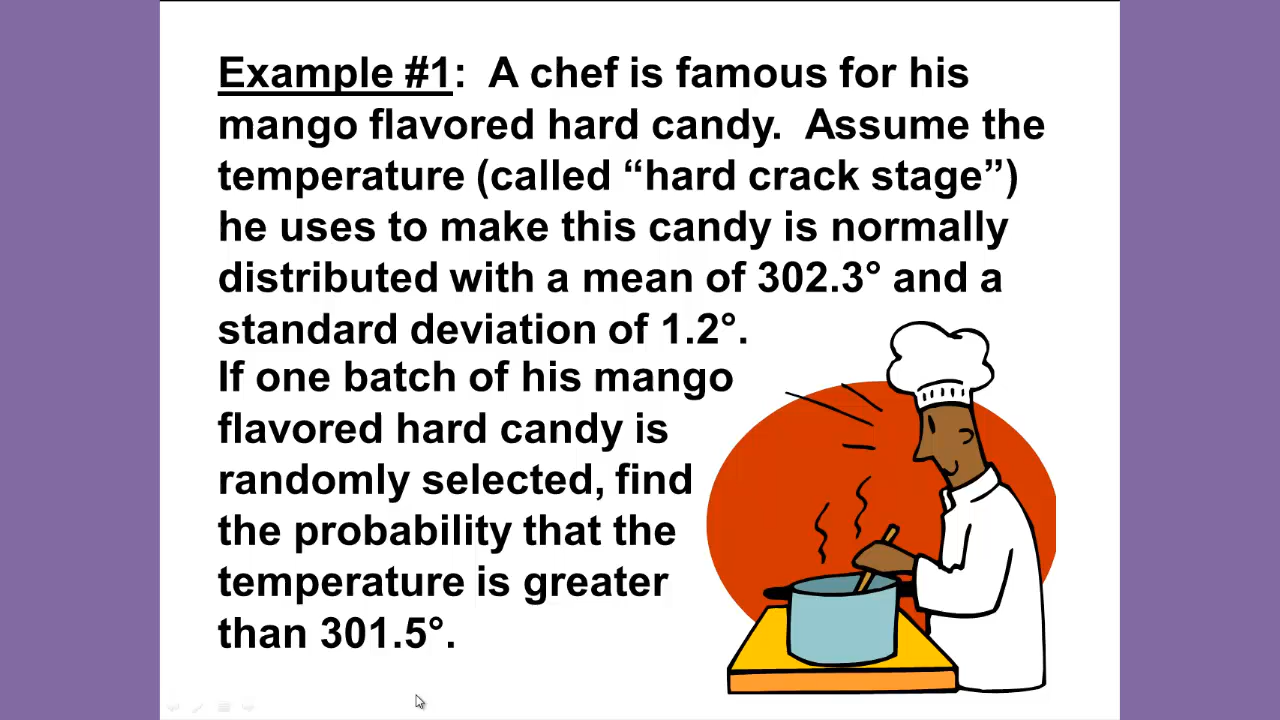 Example #1:  A chef is famous for his
mango flavored hard candy.  Assume the
temperature (called “hard crack stage”)
he uses to make this candy is normally
distributed with a mean of 302.3° and a
standard deviation of 1.2°.
If one batch of his mango
flavored hard candy is
randomly selected, find
the probability that the
temperature is greater
than 301.5°.